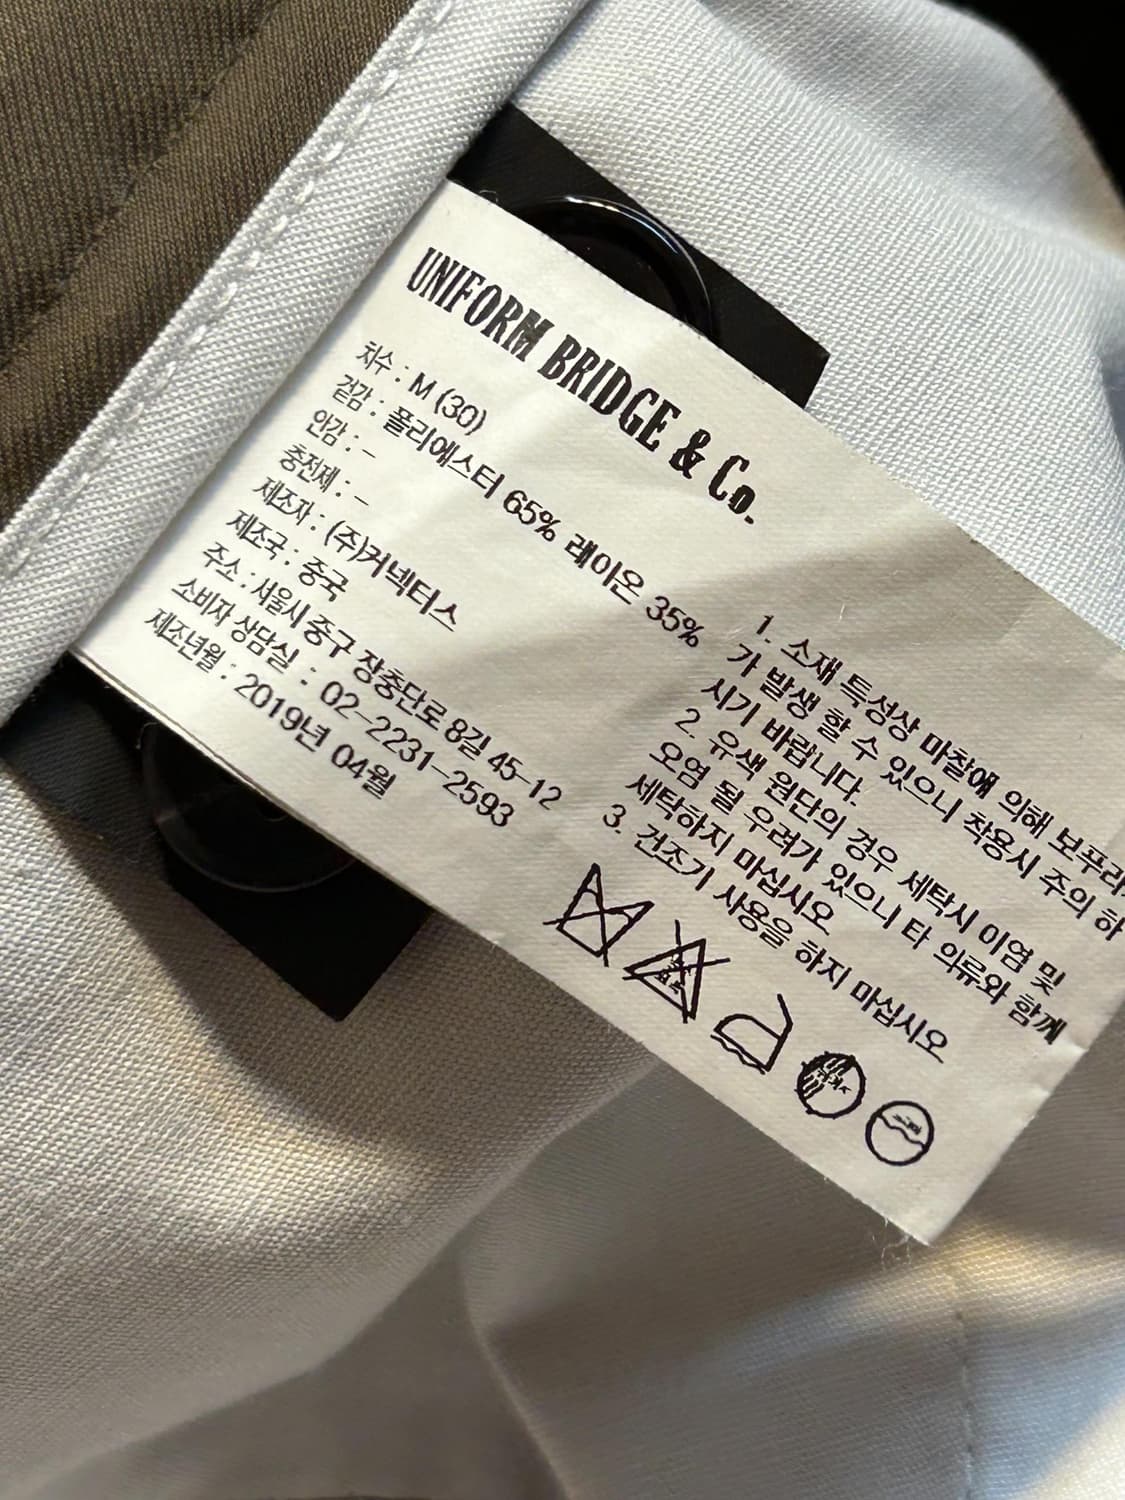 UNIFORM BRIDGE & Co.
치수 : M (30)
겉감 : 폴리에스터 65% 레이온 35%
안감 : –
충전제 : –
제조자 : (주)커넥터스
제조국 : 중국
주소 : 서울시 중구 장충단로 8길 45-12
소비자 상담실 : 02-2231-2593
제조년월 : 2019년 04월
1. 소재 특성상 마찰에 의해 보푸라
가 발생 할 수 있으니 착용시 주의 하
시기 바랍니다.
2. 유색 원단의 경우 세탁시 이염 및
오염 될 우려가 있으니 타 의류와 함께
세탁하지 마십시오
3. 건조기 사용을 하지 마십시오